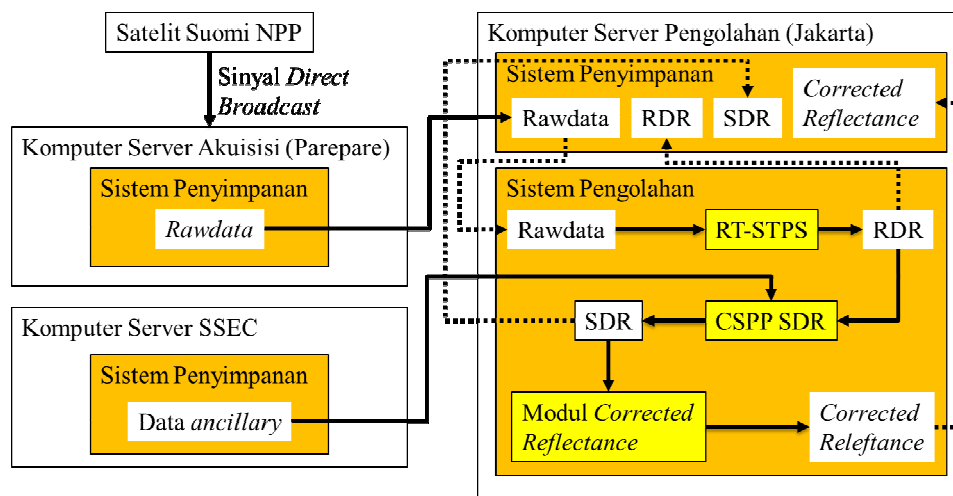 Satelit Suomi NPP
Sinyal Direct
Broadcast
Komputer Server Akuisisi (Parepare)
Sistem Penyimpanan
Rawdata
Komputer Server SSEC
Sistem Penyimpanan
Data ancillary
Komputer Server Pengolahan (Jakarta)
Sistem Penyimpanan
Rawdata
RDR
SDR
Corrected
Reflectance
Sistem Pengolahan
Rawdata
RT-STPS
RDR
SDR
CSPP SDR
Modul Corrected
Reflectance
Corrected
Releftance